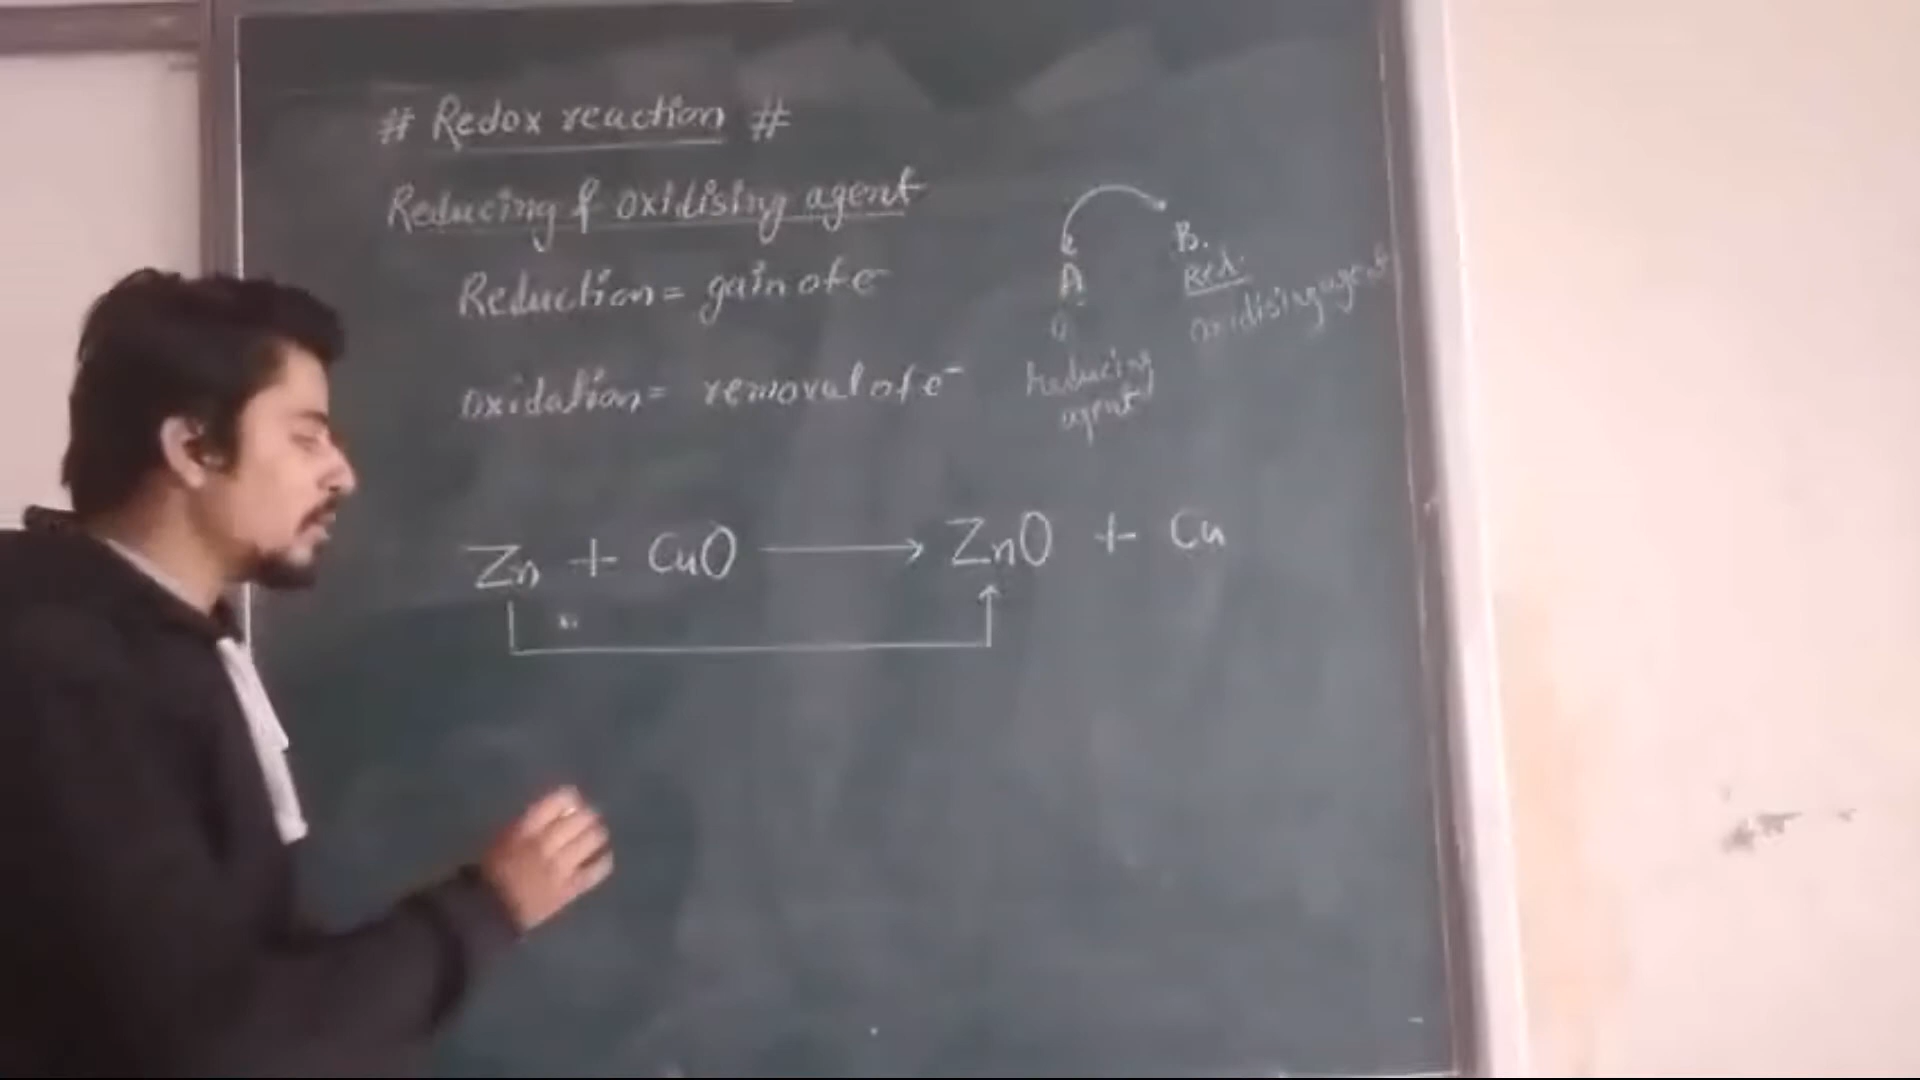 # Redox reaction #
Reducing & oxidising agent
Reduction = gain of e⁻
oxidation = removal of e⁻
A
B.
Red.
oxidising agent
reducing
agent
Zn + CuO → ZnO + Cu